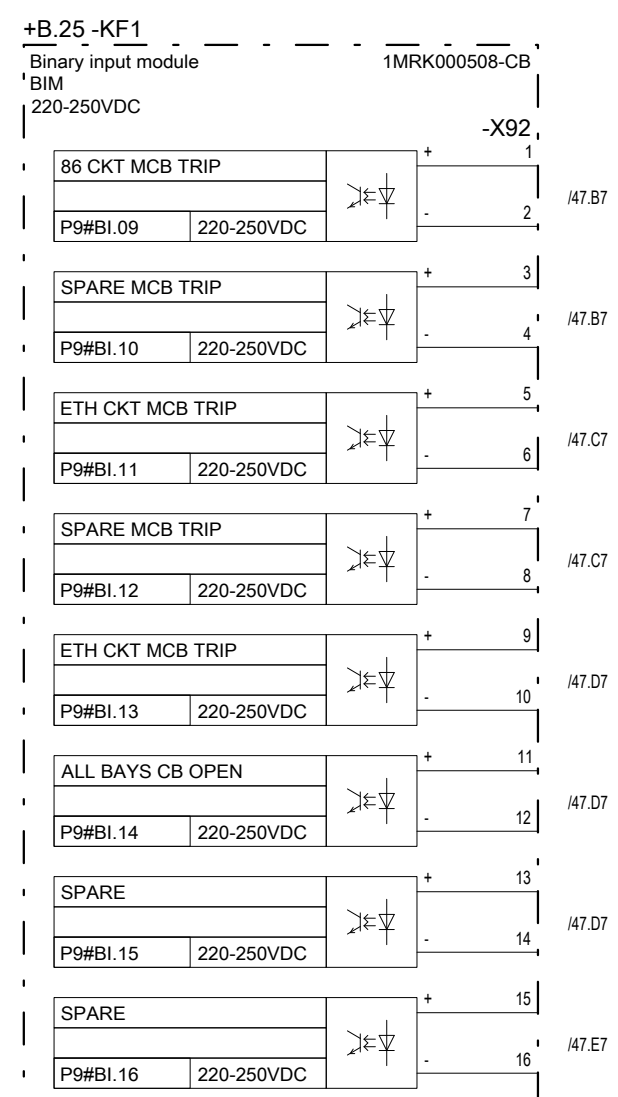 +B.25 -KF1
Binary input module 1MRK000508-CB
BIM
220-250VDC
-X92
86 CKT MCB TRIP + 1
P9#BI.09 220-250VDC - 2 /47.B7
SPARE MCB TRIP + 3
P9#BI.10 220-250VDC - 4 /47.B7
ETH CKT MCB TRIP + 5
P9#BI.11 220-250VDC - 6 /47.C7
SPARE MCB TRIP + 7
P9#BI.12 220-250VDC - 8 /47.C7
ETH CKT MCB TRIP + 9
P9#BI.13 220-250VDC - 10 /47.D7
ALL BAYS CB OPEN + 11
P9#BI.14 220-250VDC - 12 /47.D7
SPARE + 13
P9#BI.15 220-250VDC - 14 /47.D7
SPARE + 15
P9#BI.16 220-250VDC - 16 /47.E7